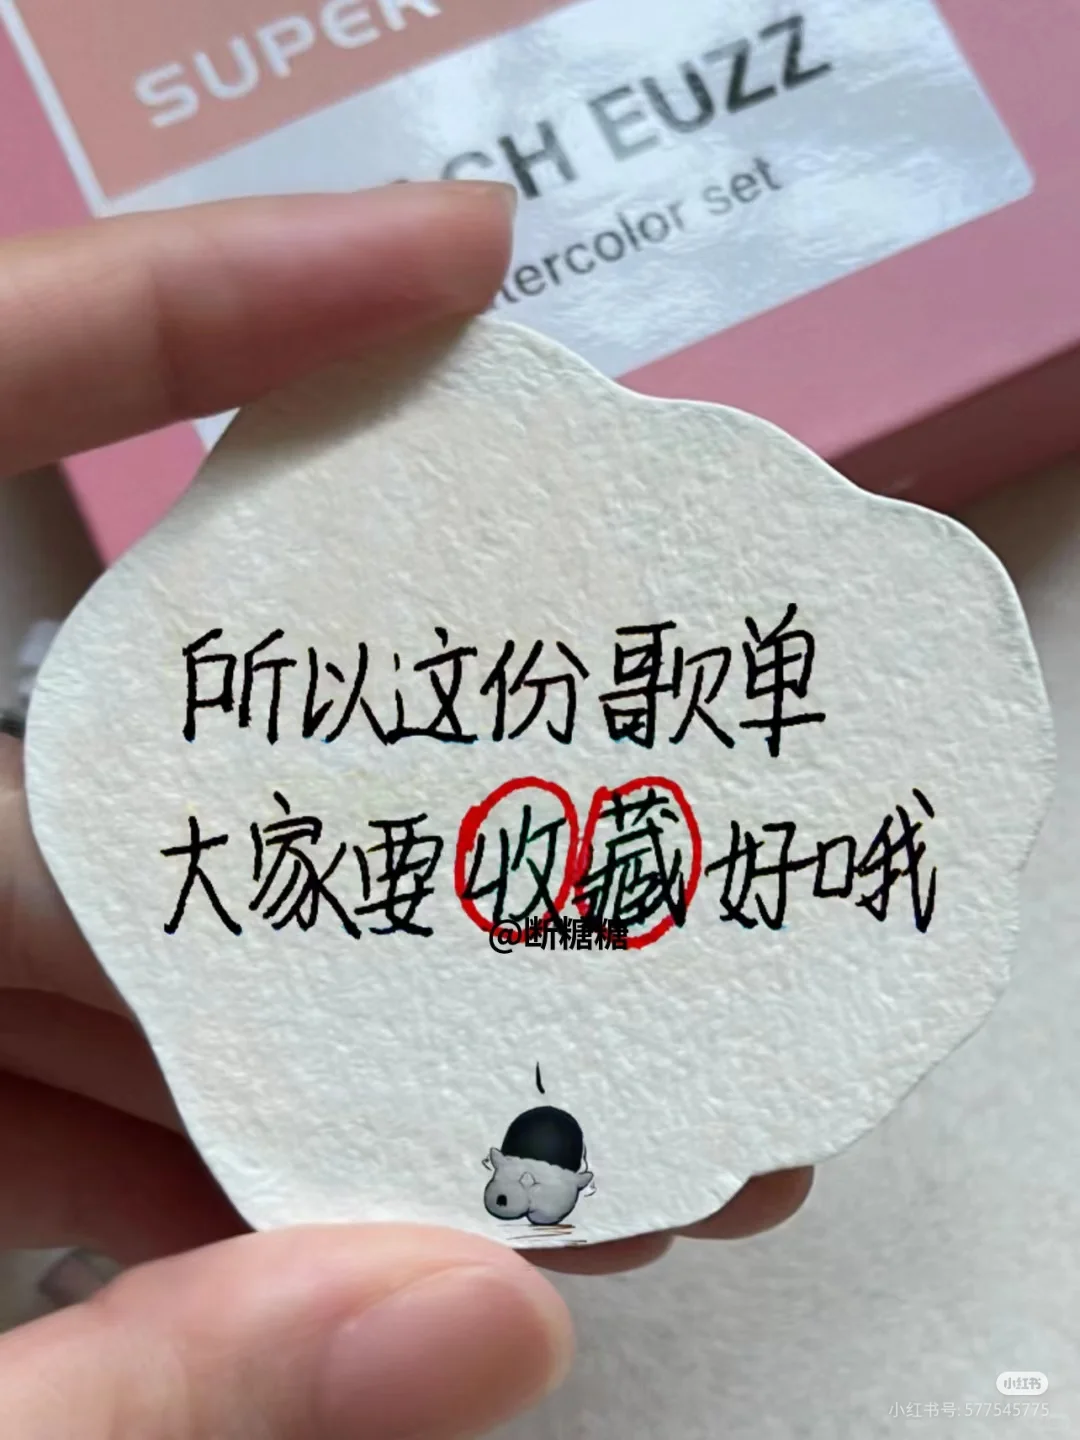 SUPER
CH EUZZ
tercolor set
所以这份歌单
大家要收藏好哦
@断糖糖
小红书
小红书号: 577545775